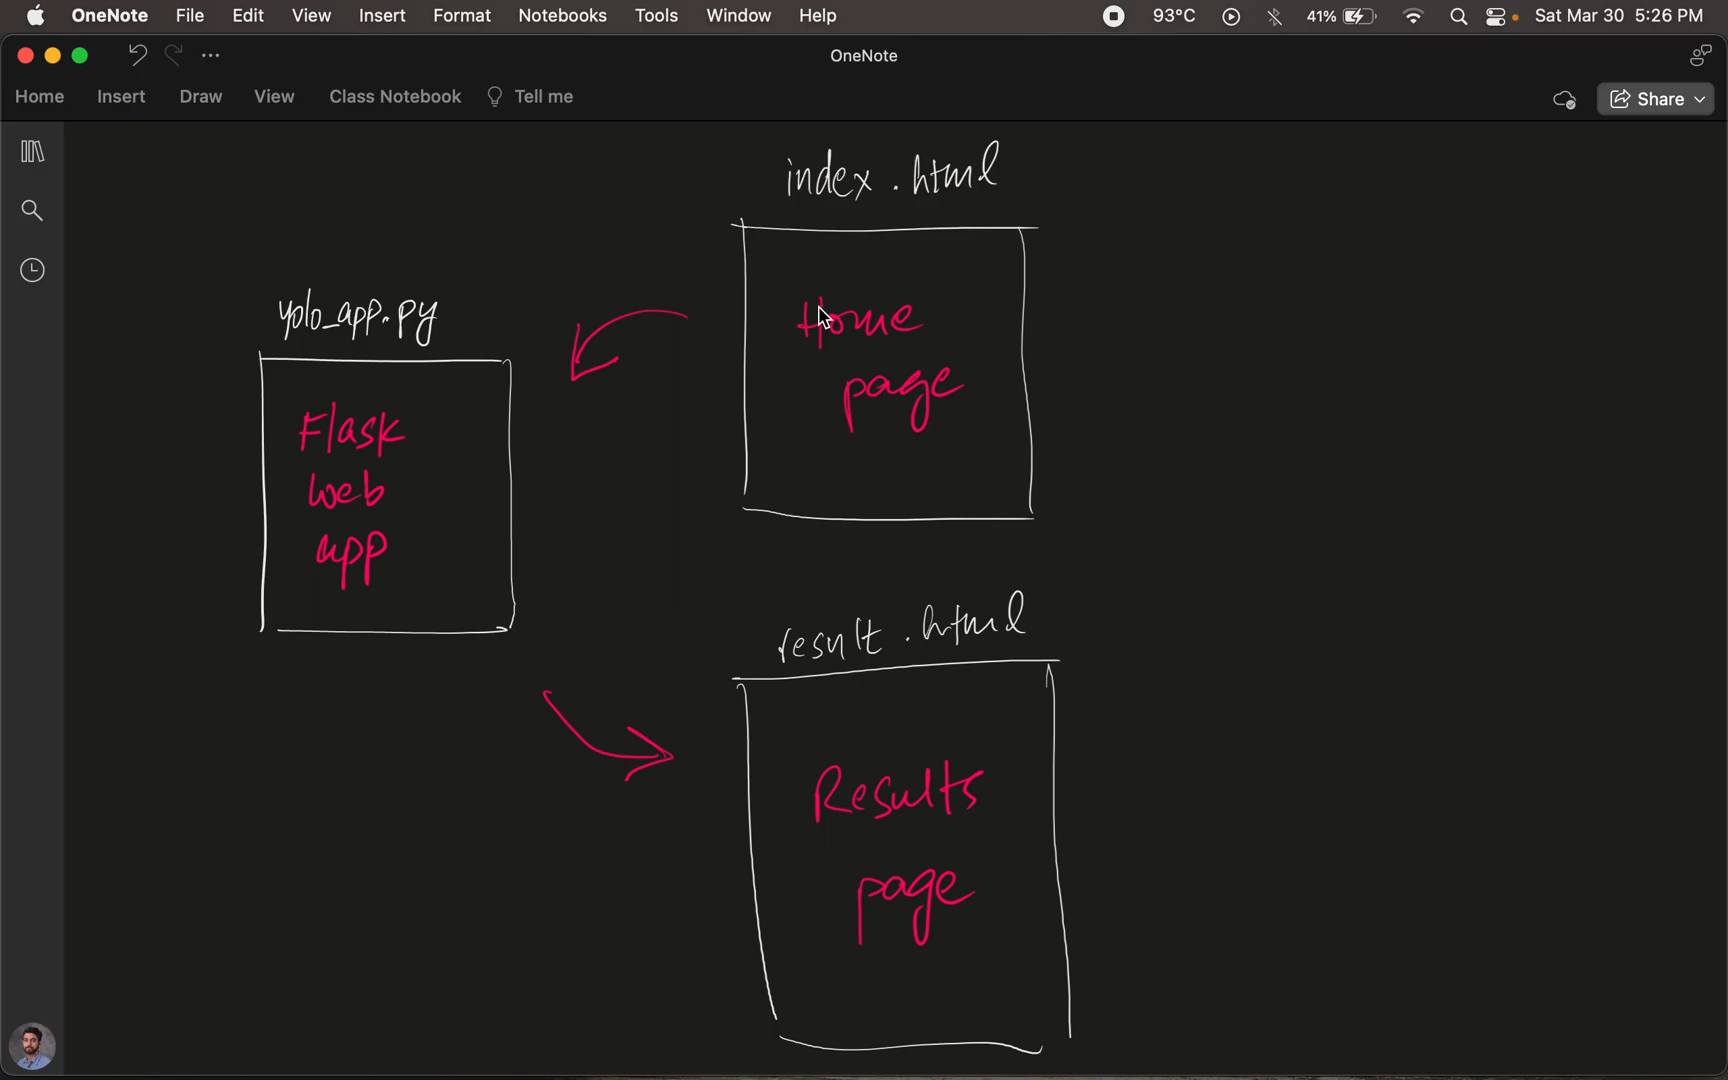 OneNote File Edit View Insert Format Notebooks Tools Window Help 93°C 41% Sat Mar 30 5:26 PM
OneNote
Home Insert Draw View Class Notebook Tell me Share
index.html
Home
page
yolo_app.py
Flask
Web
app
result.html
Results
page